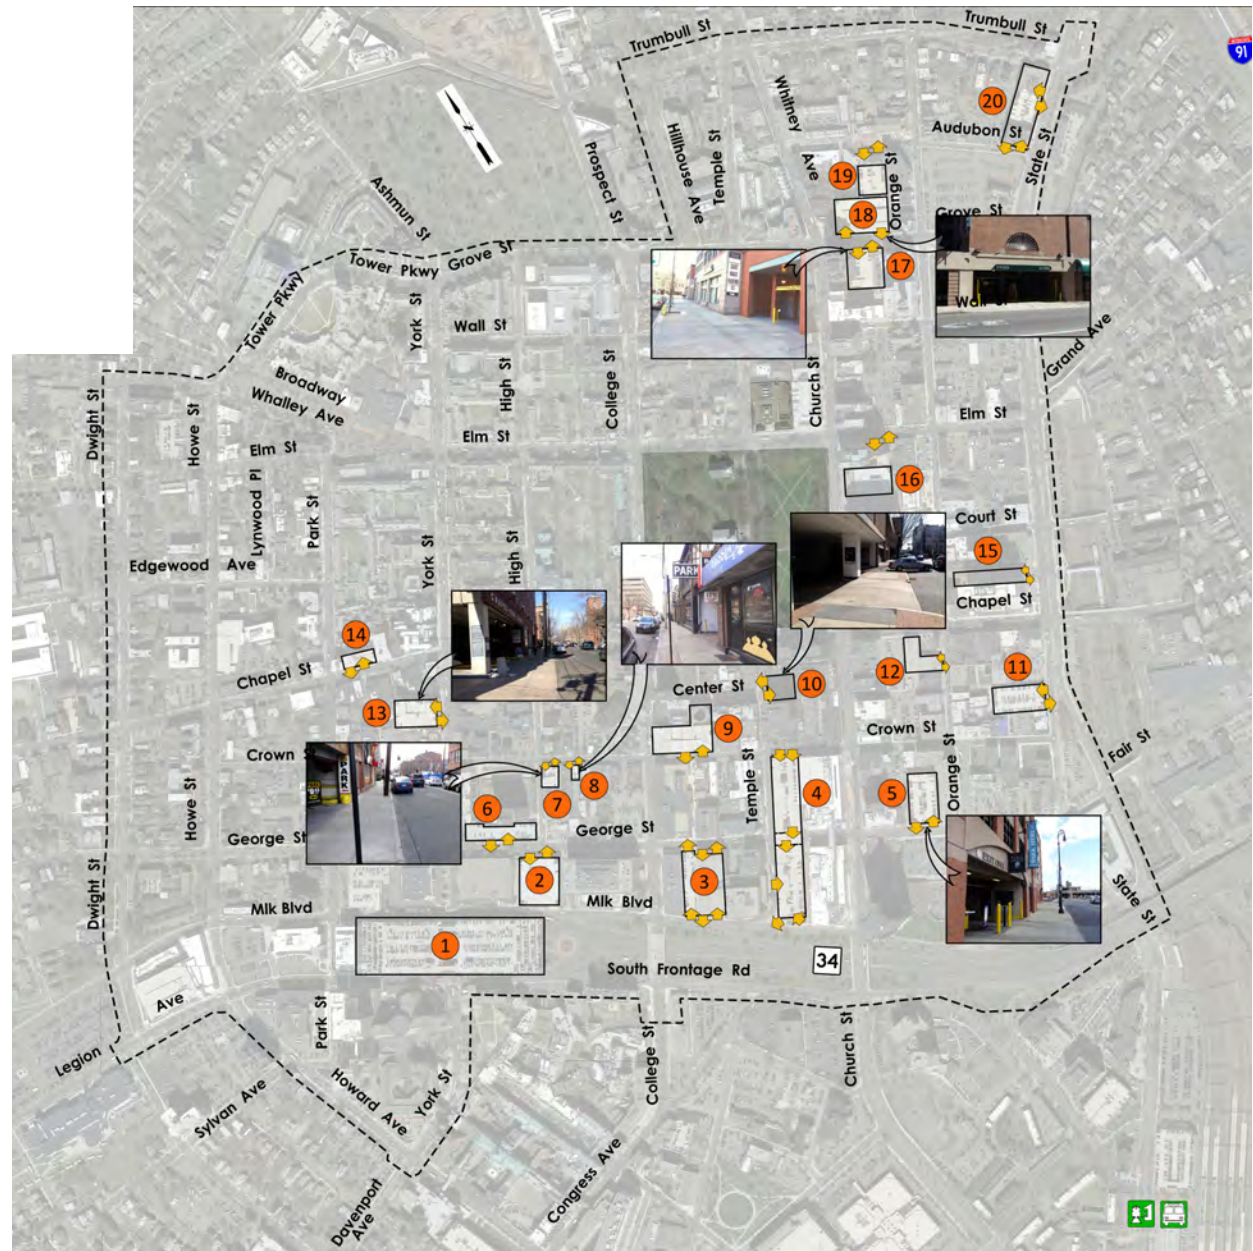 Trumbull St
Trumbull St
91
20
Audubon St
State St
Whitney
Ave
Hillhouse Ave
Temple St
Prospect St
19
Orange St
18
Grove St
17
Wall St
Ashmun St
Tower Pkwy
Grove St
Tower Pkwy
York St
Wall St
High St
College St
Church St
Grand Ave
Broadway
Whalley Ave
Dwight St
Howe St
Elm St
Elm St
Elm St
Lynwood Pl
Park St
16
Court St
15
Chapel St
Edgewood Ave
York St
High St
PARK
14
Chapel St
13
Center St
10
12
11
9
Crown St
Crown St
Fair St
Temple St
Orange St
PARK
8
7
6
George St
George St
Howe St
4
5
2
3
Dwight St
Mlk Blvd
Mlk Blvd
State St
1
South Frontage Rd
34
Ave
Legion
Park St
Sylvan Ave
Howard Ave
York St
College St
Church St
Congress Ave
Davenport
Ave